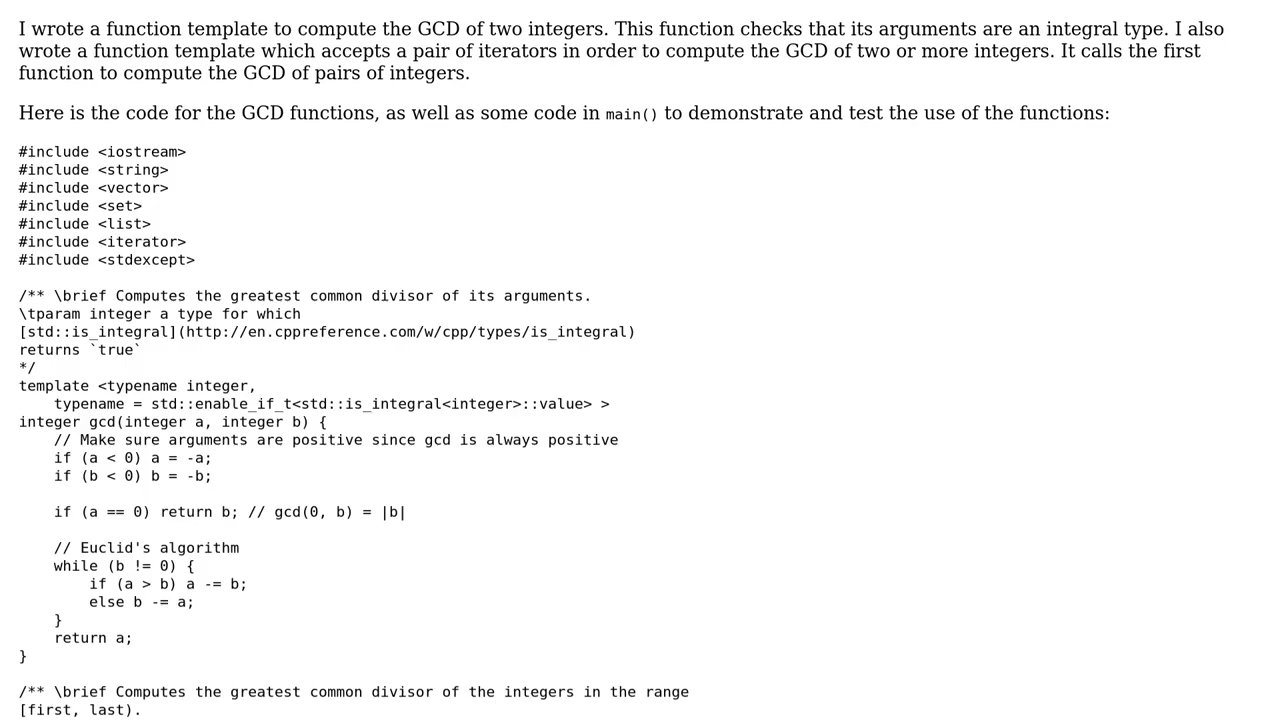 I wrote a function template to compute the GCD of two integers. This function checks that its arguments are an integral type. I also
wrote a function template which accepts a pair of iterators in order to compute the GCD of two or more integers. It calls the first
function to compute the GCD of pairs of integers.
Here is the code for the GCD functions, as well as some code in main() to demonstrate and test the use of the functions:
#include <iostream>
#include <string>
#include <vector>
#include <set>
#include <list>
#include <iterator>
#include <stdexcept>
/** \brief Computes the greatest common divisor of its arguments.
\tparam integer a type for which
[std::is_integral](http://en.cppreference.com/w/cpp/types/is_integral)
returns `true`
*/
template <typename integer,
    typename = std::enable_if_t<std::is_integral<integer>::value> >
integer gcd(integer a, integer b) {
    // Make sure arguments are positive since gcd is always positive
    if (a < 0) a = -a;
    if (b < 0) b = -b;
    if (a == 0) return b; // gcd(0, b) = |b|
    // Euclid's algorithm
    while (b != 0) {
        if (a > b) a -= b;
        else b -= a;
    }
    return a;
}
/** \brief Computes the greatest common divisor of the integers in the range
[first, last).